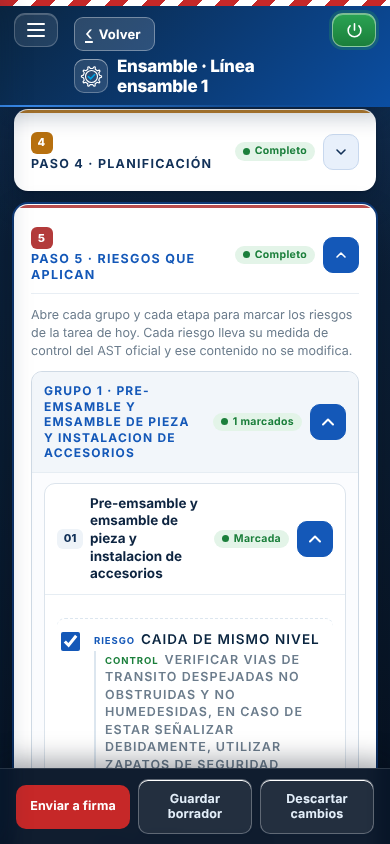 Volver
Ensamble · Línea
ensamble 1
4
PASO 4 · PLANIFICACIÓN
Completo
5
PASO 5 · RIESGOS QUE
APLICAN
Completo
Abre cada grupo y cada etapa para marcar los riesgos
de la tarea de hoy. Cada riesgo lleva su medida de
control del AST oficial y ese contenido no se modifica.
GRUPO 1 · PRE-
EMSAMBLE Y
EMSAMBLE DE PIEZA
Y INSTALACION DE
ACCESORIOS
1 marcados
01
Pre-emsamble y
emsamble de
pieza y
instalacion de
accesorios
Marcada
RIESGO CAIDA DE MISMO NIVEL
CONTROL VERIFICAR VIAS DE
TRANSITO DESPEJADAS NO
OBSTRUIDAS Y NO
HUMEDESIDAS, EN CASO DE
ESTAR SEÑALIZAR
DEBIDAMENTE, UTILIZAR
ZAPATOS DE SEGURIDAD
Enviar a firma
Guardar
borrador
Descartar
cambios